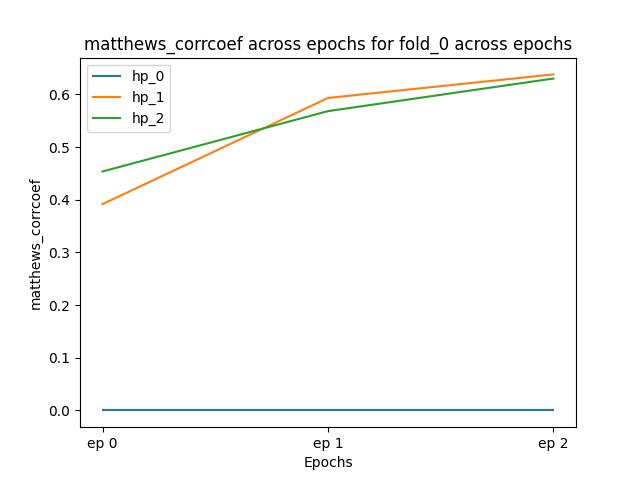 matthews_corrcoef across epochs for fold_0 across epochs
hp_0
hp_1
hp_2
matthews_corrcoef
0.6
0.5
0.4
0.3
0.2
0.1
0.0
ep 0 ep 1 ep 2
Epochs